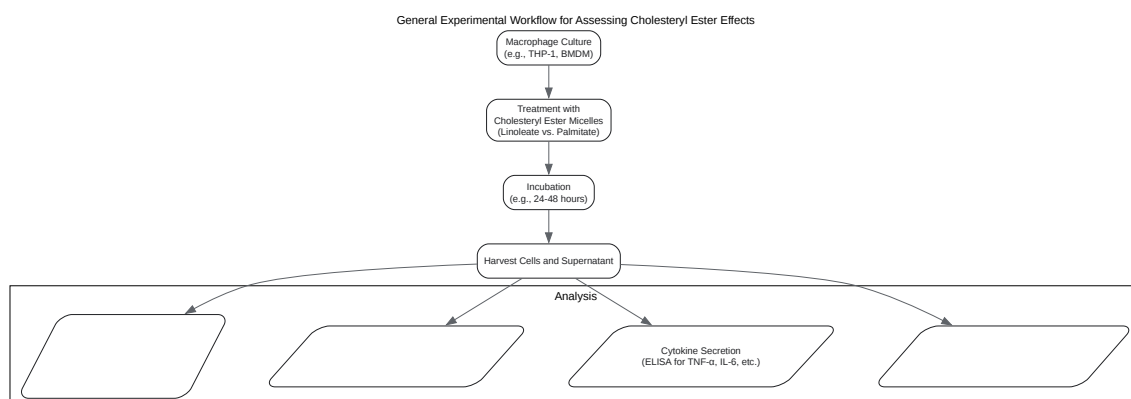 General Experimental Workflow for Assessing Cholesteryl Ester Effects
Macrophage Culture
(e.g., THP-1, BMDM)
Treatment with
Cholesteryl Ester Micelles
(Linoleate vs. Palmitate)
Incubation
(e.g., 24-48 hours)
Harvest Cells and Supernatant
Analysis
Cytokine Secretion
(ELISA for TNF-α, IL-6, etc.)